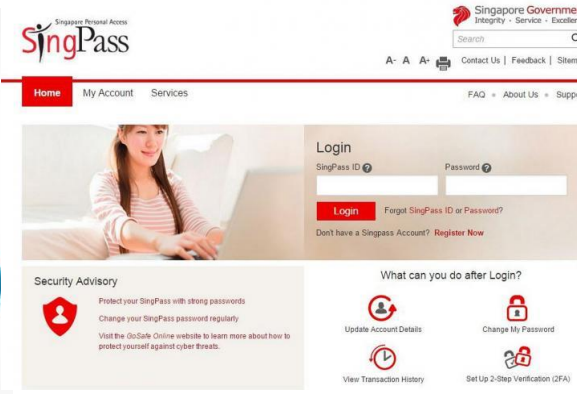 Singapore Personal Access
SingPass
Singapore Governme
Integrity · Service · Excellen
Search
A- A A+
Contact Us | Feedback | Sitem
Home My Account Services
FAQ About Us Suppo
Login
SingPass ID ? Password ?
Login Forgot SingPass ID or Password?
Don't have a Singpass Account? Register Now
Security Advisory
Protect your SingPass with strong passwords
Change your SingPass password regularly
Visit the GoSafe Online website to learn more about how to
protect yourself against cyber threats.
What can you do after Login?
Update Account Details Change My Password
View Transaction History Set Up 2-Step Verification (2FA)